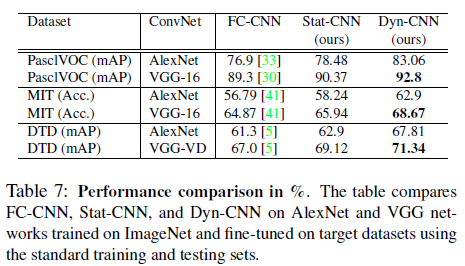 Dataset ConvNet FC-CNN Stat-CNN Dyn-CNN
(ours) (ours)
PasclVOC (mAP) AlexNet 76.9 [33] 78.48 83.06
PasclVOC (mAP) VGG-16 89.3 [30] 90.37 92.8
MIT (Acc.) AlexNet 56.79 [41] 58.24 62.9
MIT (Acc.) VGG-16 64.87 [41] 65.94 68.67
DTD (mAP) AlexNet 61.3 [5] 62.9 67.81
DTD (mAP) VGG-VD 67.0 [5] 69.12 71.34
Table 7: Performance comparison in %. The table compares
FC-CNN, Stat-CNN, and Dyn-CNN on AlexNet and VGG net-
works trained on ImageNet and fine-tuned on target datasets using
the standard training and testing sets.